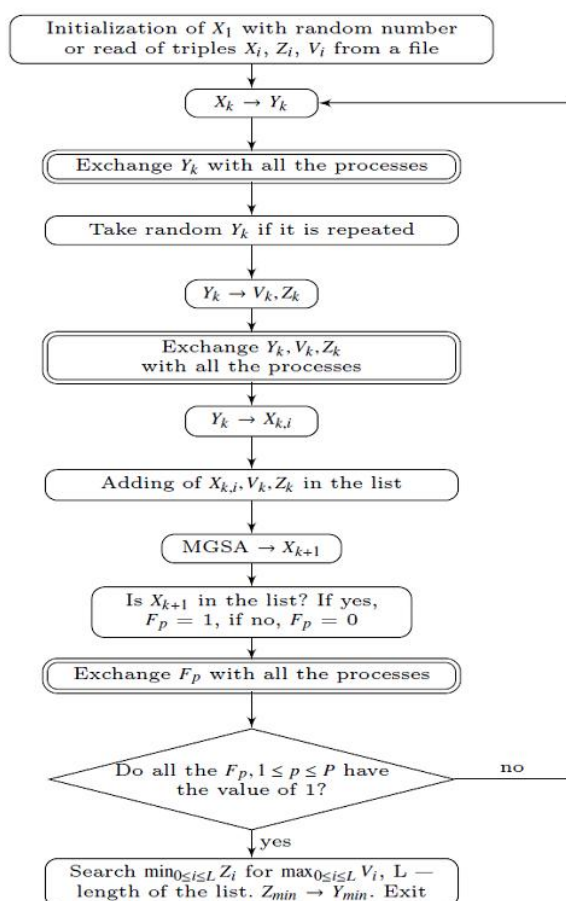 Initialization of X₁ with random number
or read of triples Xᵢ, Zᵢ, Vᵢ from a file
Xₖ → Yₖ
Exchange Yₖ with all the processes
Take random Yₖ if it is repeated
Yₖ → Vₖ, Zₖ
Exchange Yₖ, Vₖ, Zₖ
with all the processes
Yₖ → Xₖ,ᵢ
Adding of Xₖ,ᵢ, Vₖ, Zₖ in the list
MGSA → Xₖ₊₁
Is Xₖ₊₁ in the list? If yes,
Fₚ = 1, if no, Fₚ = 0
Exchange Fₚ with all the processes
Do all the Fₚ, 1 ≤ p ≤ P have
the value of 1?
no
yes
Search min₀≤ᵢ≤L Zᵢ for max₀≤ᵢ≤L Vᵢ, L —
length of the list. Zₘᵢₙ → Yₘᵢₙ. Exit